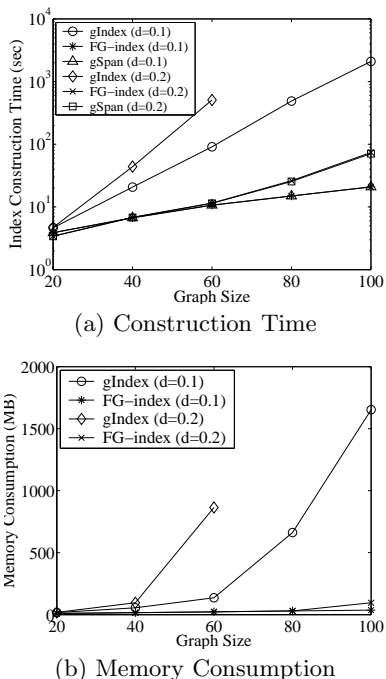 10^4
10^3
10^2
10^1
10^0
Index Construction Time (sec)
gIndex (d=0.1)
FG−index (d=0.1)
gSpan (d=0.1)
gIndex (d=0.2)
FG−index (d=0.2)
gSpan (d=0.2)
20 40 60 80 100
Graph Size
(a) Construction Time
2000
1500
1000
500
0
Memory Consumption (MB)
gIndex (d=0.1)
FG−index (d=0.1)
gIndex (d=0.2)
FG−index (d=0.2)
20 40 60 80 100
Graph Size
(b) Memory Consumption